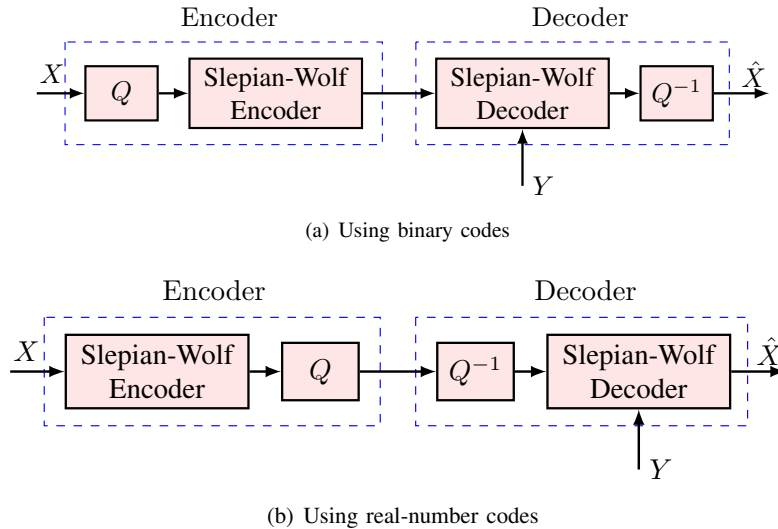 Encoder Decoder
X Q Slepian-Wolf Encoder Slepian-Wolf Decoder Q⁻¹ X̂
Y
(a) Using binary codes
Encoder Decoder
X Slepian-Wolf Encoder Q Q⁻¹ Slepian-Wolf Decoder X̂
Y
(b) Using real-number codes